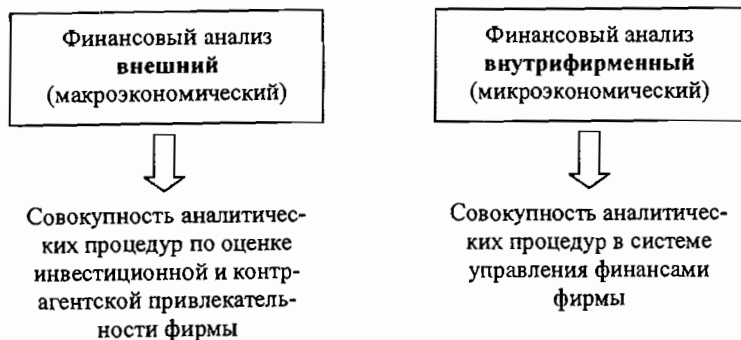 Финансовый анализ
внешний
(макроэкономический)
Совокупность аналитичес-
ких процедур по оценке
инвестиционной и контр-
агентской привлекатель-
ности фирмы
Финансовый анализ
внутрифирменный
(микроэкономический)
Совокупность аналитичес-
ких процедур в системе
управления финансами
фирмы